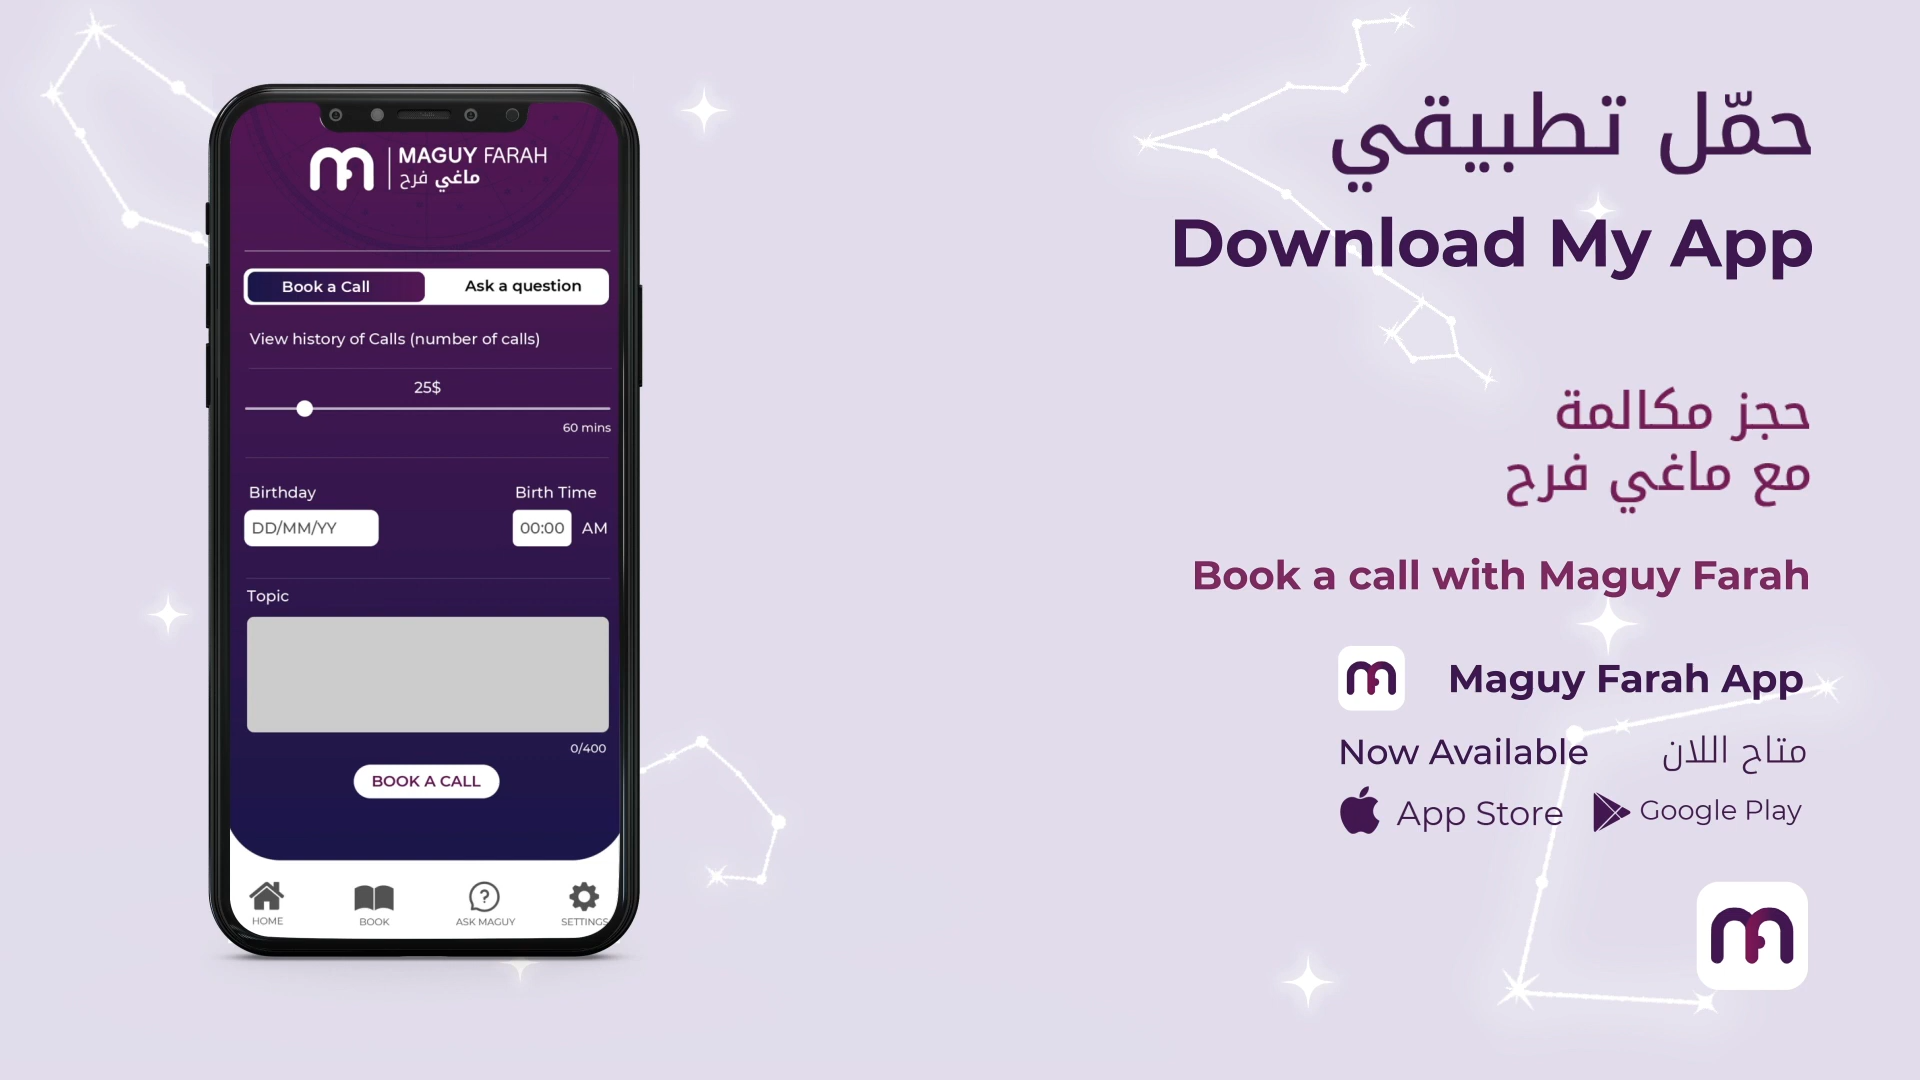 MAGUY FARAH
ماغي فرح
Book a Call
Ask a question
View history of Calls (number of calls)
25$
60 mins
Birthday
Birth Time
DD/MM/YY
00:00 AM
Topic
0/400
BOOK A CALL
HOME
BOOK
ASK MAGUY
SETTINGS
حمّل تطبيقي
Download My App
حجز مكالمة
مع ماغي فرح
Book a call with Maguy Farah
Maguy Farah App
Now Available
متاح اللان
App Store
Google Play